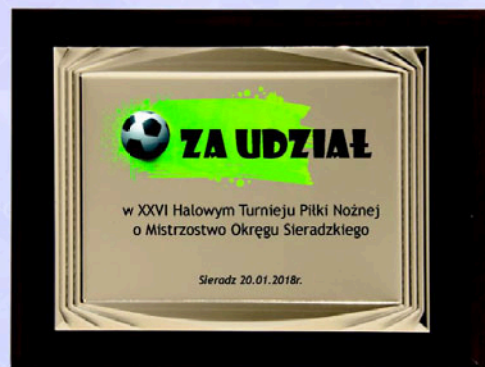 ZA UDZIAŁ
w XXVI Halowym Turnieju Piłki Nożnej
o Mistrzostwo Okręgu Sieradzkiego
Sieradz 20.01.2018r.